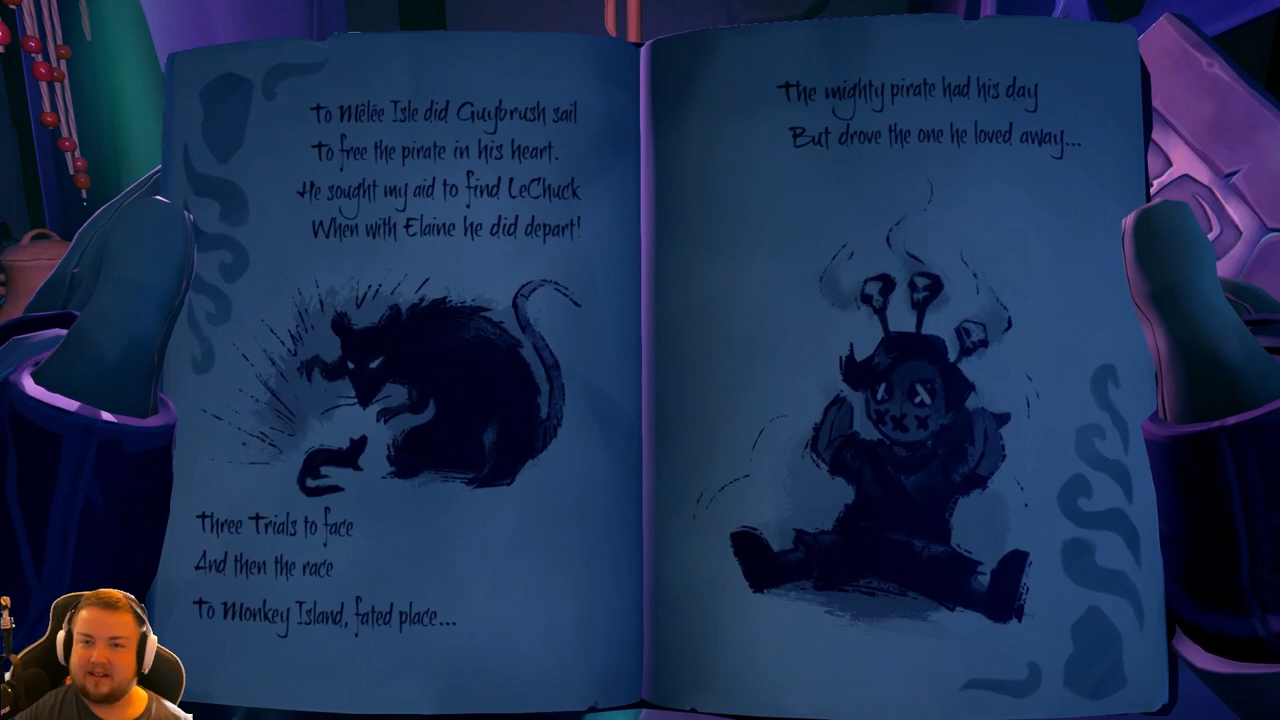 To Mêlée Isle did Guybrush sail
To free the pirate in his heart.
He sought my aid to find LeChuck
When with Elaine he did depart!
Three Trials to face
And then the race
To Monkey Island, fated place...
The mighty pirate had his day
But drove the one he loved away...